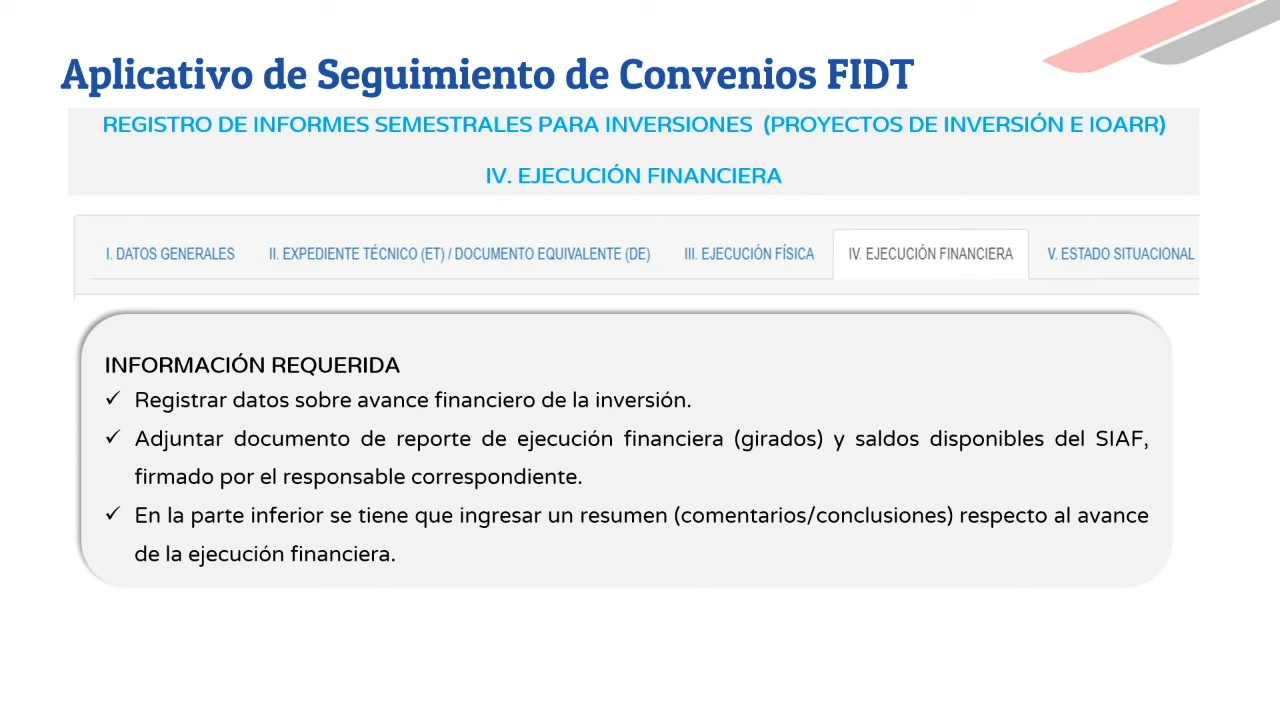 Aplicativo de Seguimiento de Convenios FIDT
REGISTRO DE INFORMES SEMESTRALES PARA INVERSIONES (PROYECTOS DE INVERSIÓN E IOARR)
IV. EJECUCIÓN FINANCIERA
I. DATOS GENERALES II. EXPEDIENTE TÉCNICO (ET) / DOCUMENTO EQUIVALENTE (DE) III. EJECUCIÓN FÍSICA IV. EJECUCIÓN FINANCIERA V. ESTADO SITUACIONAL
INFORMACIÓN REQUERIDA
✓ Registrar datos sobre avance financiero de la inversión.
✓ Adjuntar documento de reporte de ejecución financiera (girados) y saldos disponibles del SIAF,
firmado por el responsable correspondiente.
✓ En la parte inferior se tiene que ingresar un resumen (comentarios/conclusiones) respecto al avance
de la ejecución financiera.